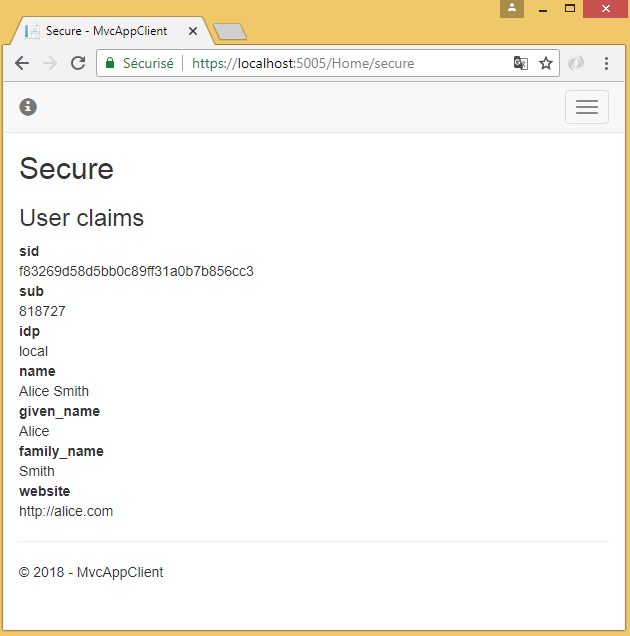 Secure - MvcAppClient
Sécurisé
https://localhost:5005/Home/secure
Secure
User claims
sid
f83269d58d5bb0c89ff31a0b7b856cc3
sub
818727
idp
local
name
Alice Smith
given_name
Alice
family_name
Smith
website
http://alice.com
© 2018 - MvcAppClient